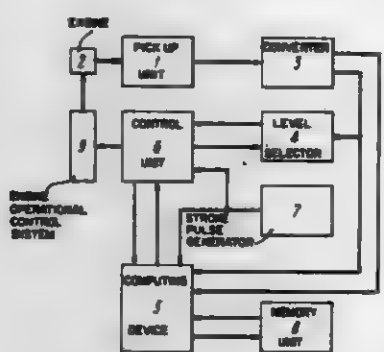 ENGINE
2
PICK UP
1
UNIT
CONVERTER
3
9
CONTROL
6
UNIT
LEVEL
4
SELECTOR
ENGINE
OPERATIONAL
CONTROL
SYSTEM
STROKE
PULSE
GENERATOR
7
COMPUTING
5
DEVICE
MEMORY
8
UNIT